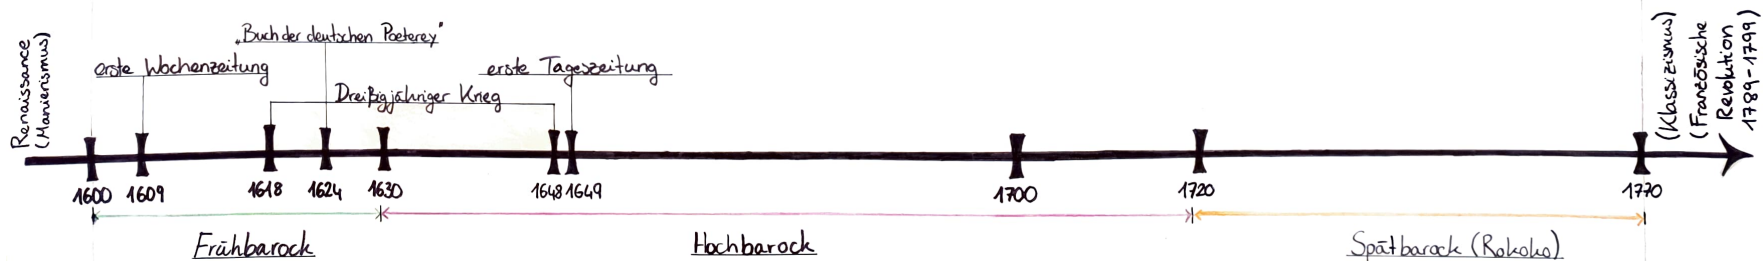 Renaissance
(Manierismus)
erste Wochenzeitung
„Buch der deutschen Poeterey"
Dreißigjähriger Krieg
erste Tageszeitung
(Klassizismus)
(Französische
Revolution
1789-1799)
1600
1609
1618
1624
1630
1648
1649
1700
1720
1770
Frühbarock
Hochbarock
Spätbarock (Rokoko)